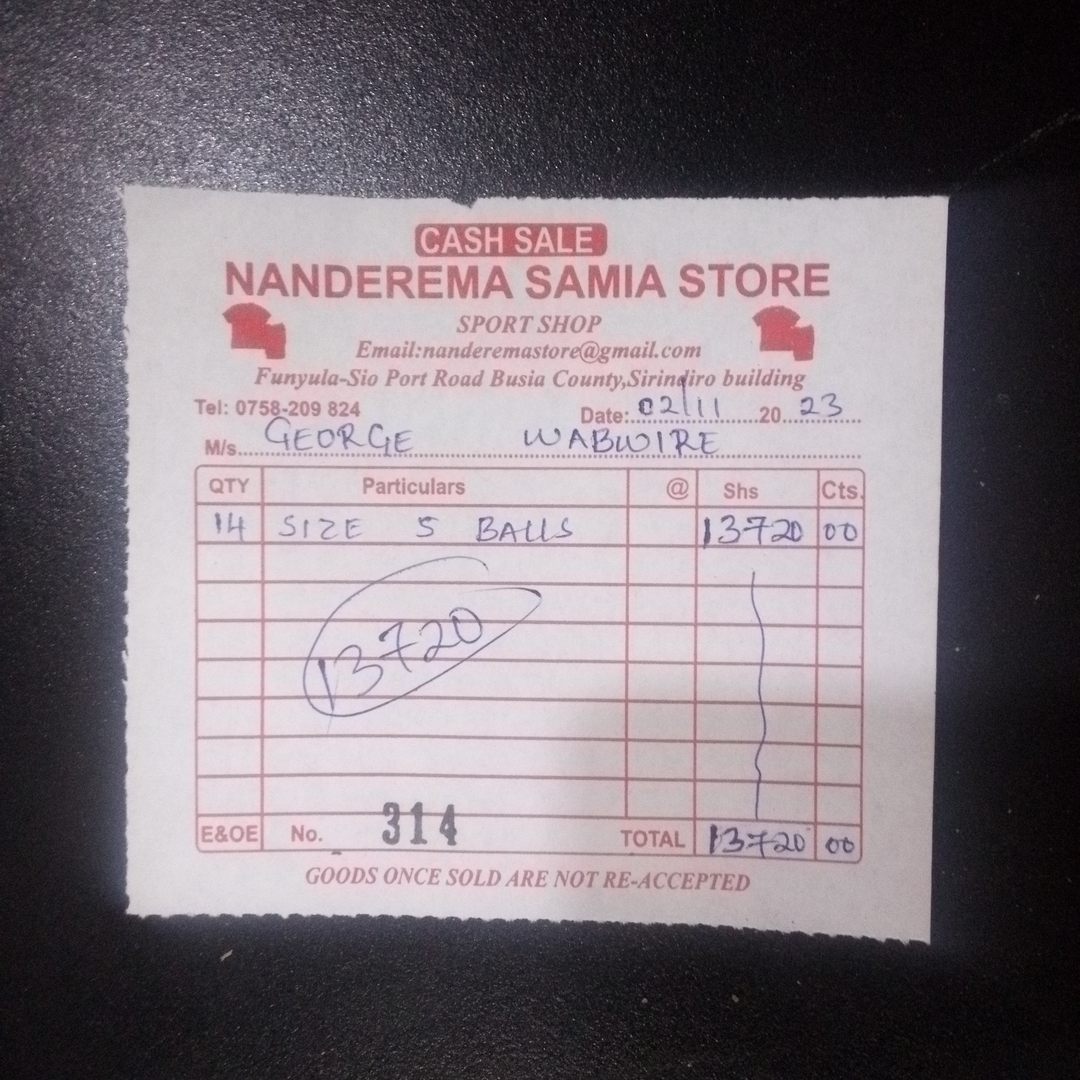 CASH SALE
NANDEREMA SAMIA STORE
SPORT SHOP
Email:nanderemastore@gmail.com
Funyula-Sio Port Road Busia County,Sirindiro building
Tel: 0758-209 824 Date: 02/11 20 23
M/s. GEORGE WABWIRE
QTY Particulars @ Shs Cts.
14 SIZE 5 BALLS 13720 00
13720
E&OE No. 314 TOTAL 13720 00
GOODS ONCE SOLD ARE NOT RE-ACCEPTED